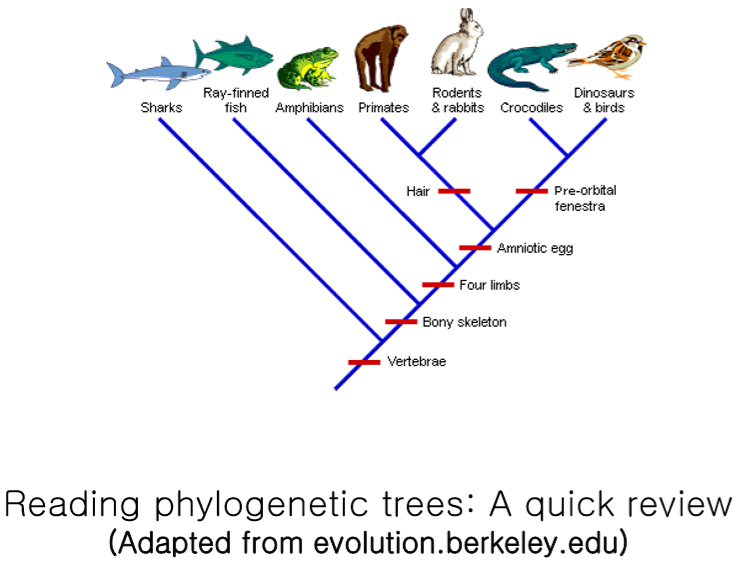 Sharks
Ray-finned
fish
Amphibians
Primates
Rodents
& rabbits
Crocodiles
Dinosaurs
& birds
Hair
Pre-orbital
fenestra
Amniotic egg
Four limbs
Bony skeleton
Vertebrae
Reading phylogenetic trees: A quick review
(Adapted from evolution.berkeley.edu)